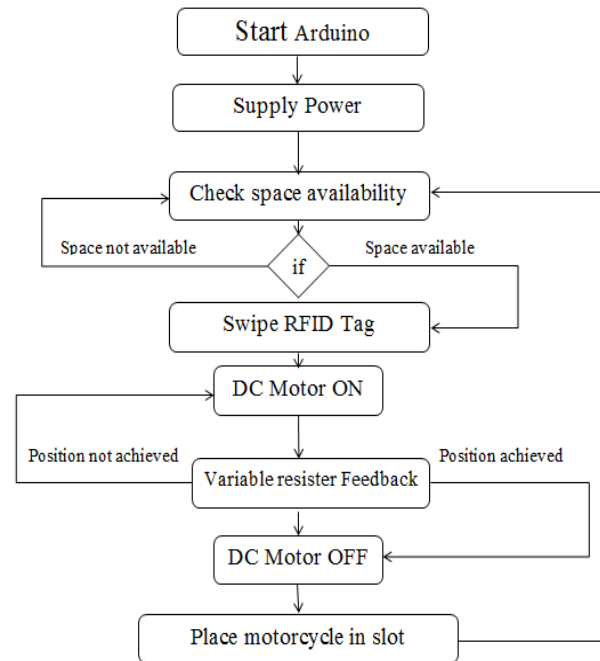 Start Arduino
Supply Power
Check space availability
Space not available
Space available
if
Swipe RFID Tag
DC Motor ON
Position not achieved
Position achieved
Variable resister Feedback
DC Motor OFF
Place motorcycle in slot